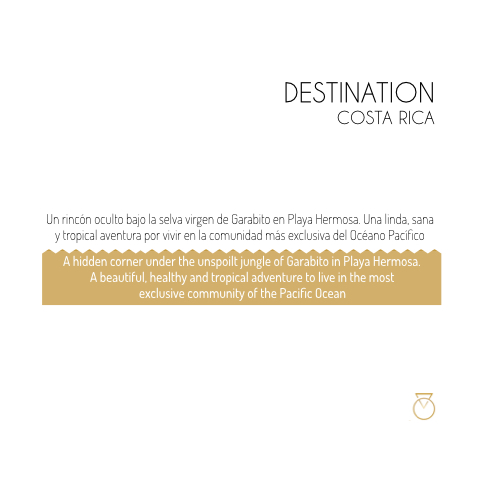 DESTINATION
COSTA RICA
Un rincón oculto bajo la selva virgen de Garabito en Playa Hermosa. Una linda, sana
y tropical aventura por vivir en la comunidad más exclusiva del Océano Pacífico
A hidden corner under the unspoilt jungle of Garabito in Playa Hermosa.
A beautiful, healthy and tropical adventure to live in the most
exclusive community of the Pacific Ocean